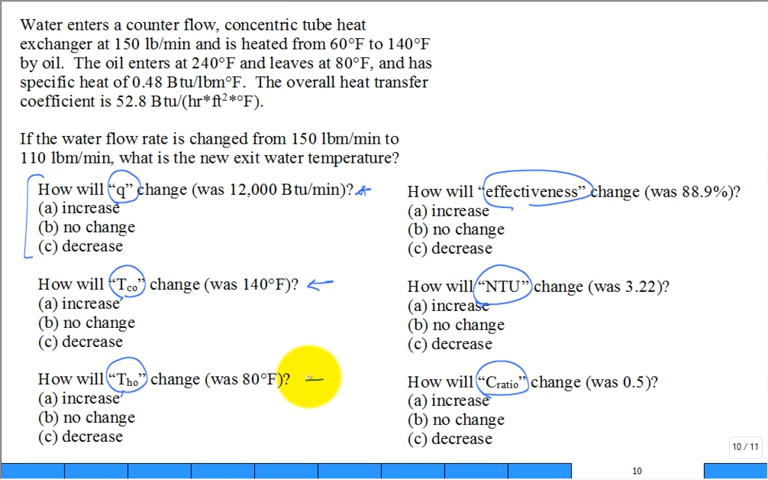 Water enters a counter flow, concentric tube heat
exchanger at 150 lb/min and is heated from 60°F to 140°F
by oil.  The oil enters at 240°F and leaves at 80°F, and has
specific heat of 0.48 Btu/lbm°F.  The overall heat transfer
coefficient is 52.8 Btu/(hr*ft²*°F).
If the water flow rate is changed from 150 lbm/min to
110 lbm/min, what is the new exit water temperature?
How will “q” change (was 12,000 Btu/min)?
(a) increase
(b) no change
(c) decrease
How will “Tco” change (was 140°F)?
(a) increase
(b) no change
(c) decrease
How will “Tho” change (was 80°F)?
(a) increase
(b) no change
(c) decrease
How will “effectiveness” change (was 88.9%)?
(a) increase
(b) no change
(c) decrease
How will “NTU” change (was 3.22)?
(a) increase
(b) no change
(c) decrease
How will “Cratio” change (was 0.5)?
(a) increase
(b) no change
(c) decrease
10 / 11
10